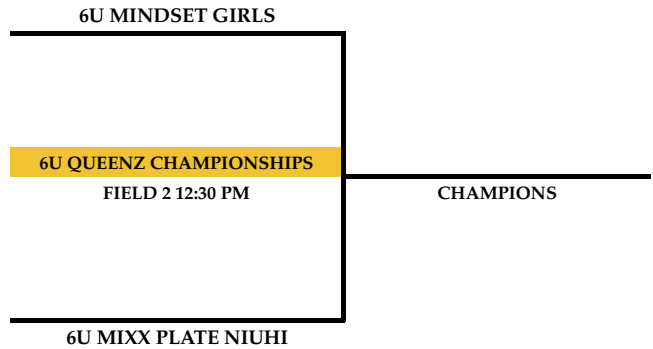 6U MINDSET GIRLS
6U QUEENZ CHAMPIONSHIPS
FIELD 2 12:30 PM
CHAMPIONS
6U MIXX PLATE NIUHI